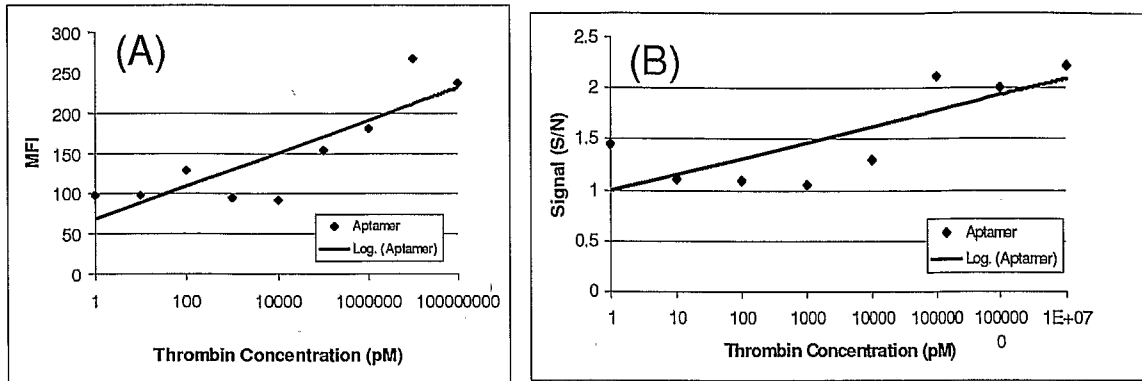 (A)
300
250
200
150
100
50
0
MFI
Aptamer
Log. (Aptamer)
1 100 10000 1000000 100000000
Thrombin Concentration (pM)
(B)
2.5
2
1.5
1
0.5
0
Signal (S/N)
Aptamer
Log. (Aptamer)
1 10 100 1000 10000 100000 100000 1E+07
0
Thrombin Concentration (pM)